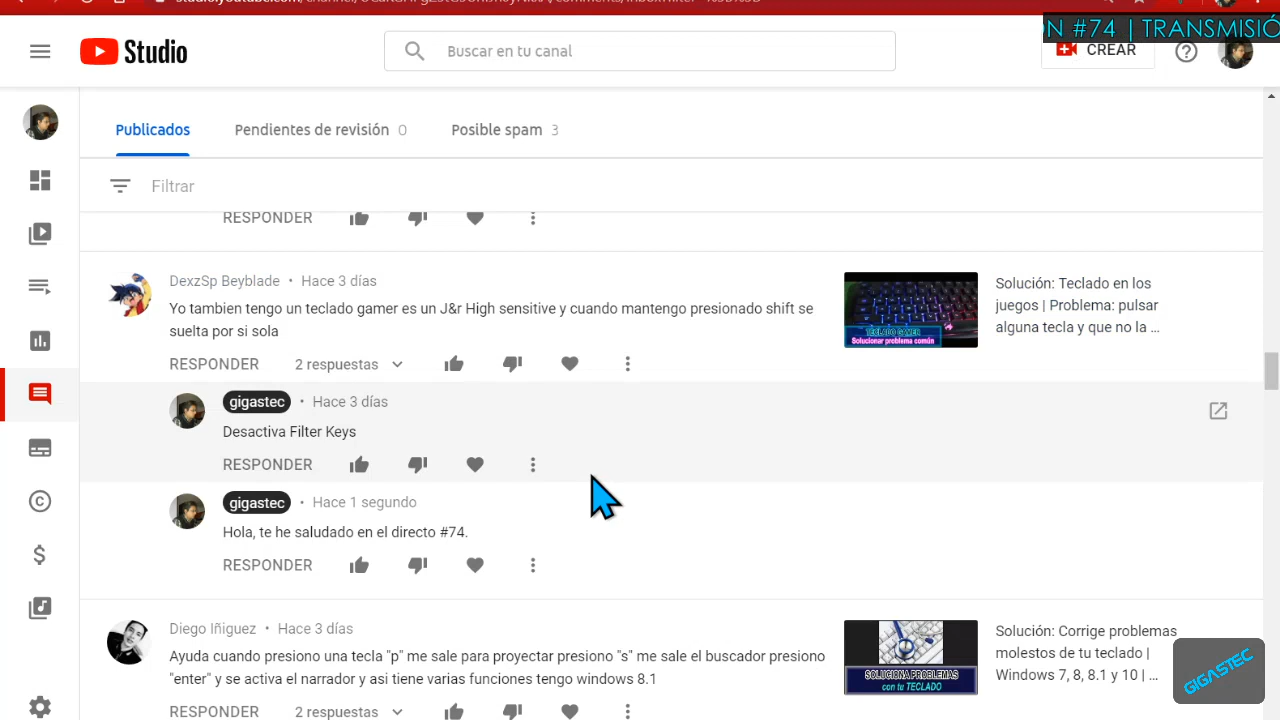 N #74 | TRANSMISIÓ
Studio
Buscar en tu canal
CREAR
Publicados
Pendientes de revisión 0
Posible spam 3
Filtrar
RESPONDER
DexzSp Beyblade • Hace 3 días
Yo tambien tengo un teclado gamer es un J&r High sensitive y cuando mantengo presionado shift se
suelta por si sola
TECLADO GAMER
Solucionar problema común
Solución: Teclado en los
juegos | Problema: pulsar
alguna tecla y que no la ...
RESPONDER 2 respuestas
gigastec • Hace 3 días
Desactiva Filter Keys
RESPONDER
gigastec • Hace 1 segundo
Hola, te he saludado en el directo #74.
RESPONDER
Diego Iñiguez • Hace 3 días
Ayuda cuando presiono una tecla "p" me sale para proyectar presiono "s" me sale el buscador presiono
"enter" y se activa el narrador y asi tiene varias funciones tengo windows 8.1
SOLUCIONA PROBLEMAS
con tu TECLADO
Solución: Corrige problemas
molestos de tu teclado |
Windows 7, 8, 8.1 y 10 | ...
RESPONDER 2 respuestas
GIGASTEC